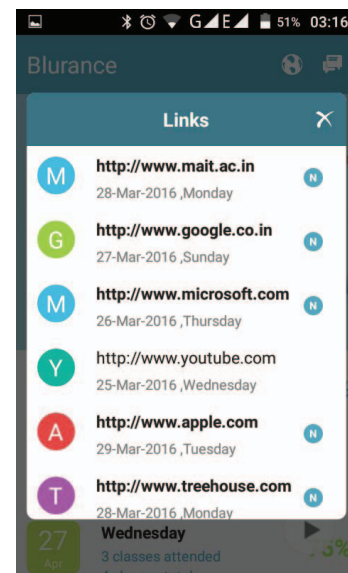 G E 51% 03:16
Blurance
Links
M http://www.mait.ac.in
28-Mar-2016 ,Monday N
G http://www.google.co.in
27-Mar-2016 ,Sunday N
M http://www.microsoft.com
26-Mar-2016 ,Thursday N
Y http://www.youtube.com
25-Mar-2016 ,Wednesday
A http://www.apple.com
29-Mar-2016 ,Tuesday N
T http://www.treehouse.com
28-Mar-2016 ,Monday N
27 Wednesday
Apr 3 classes attended